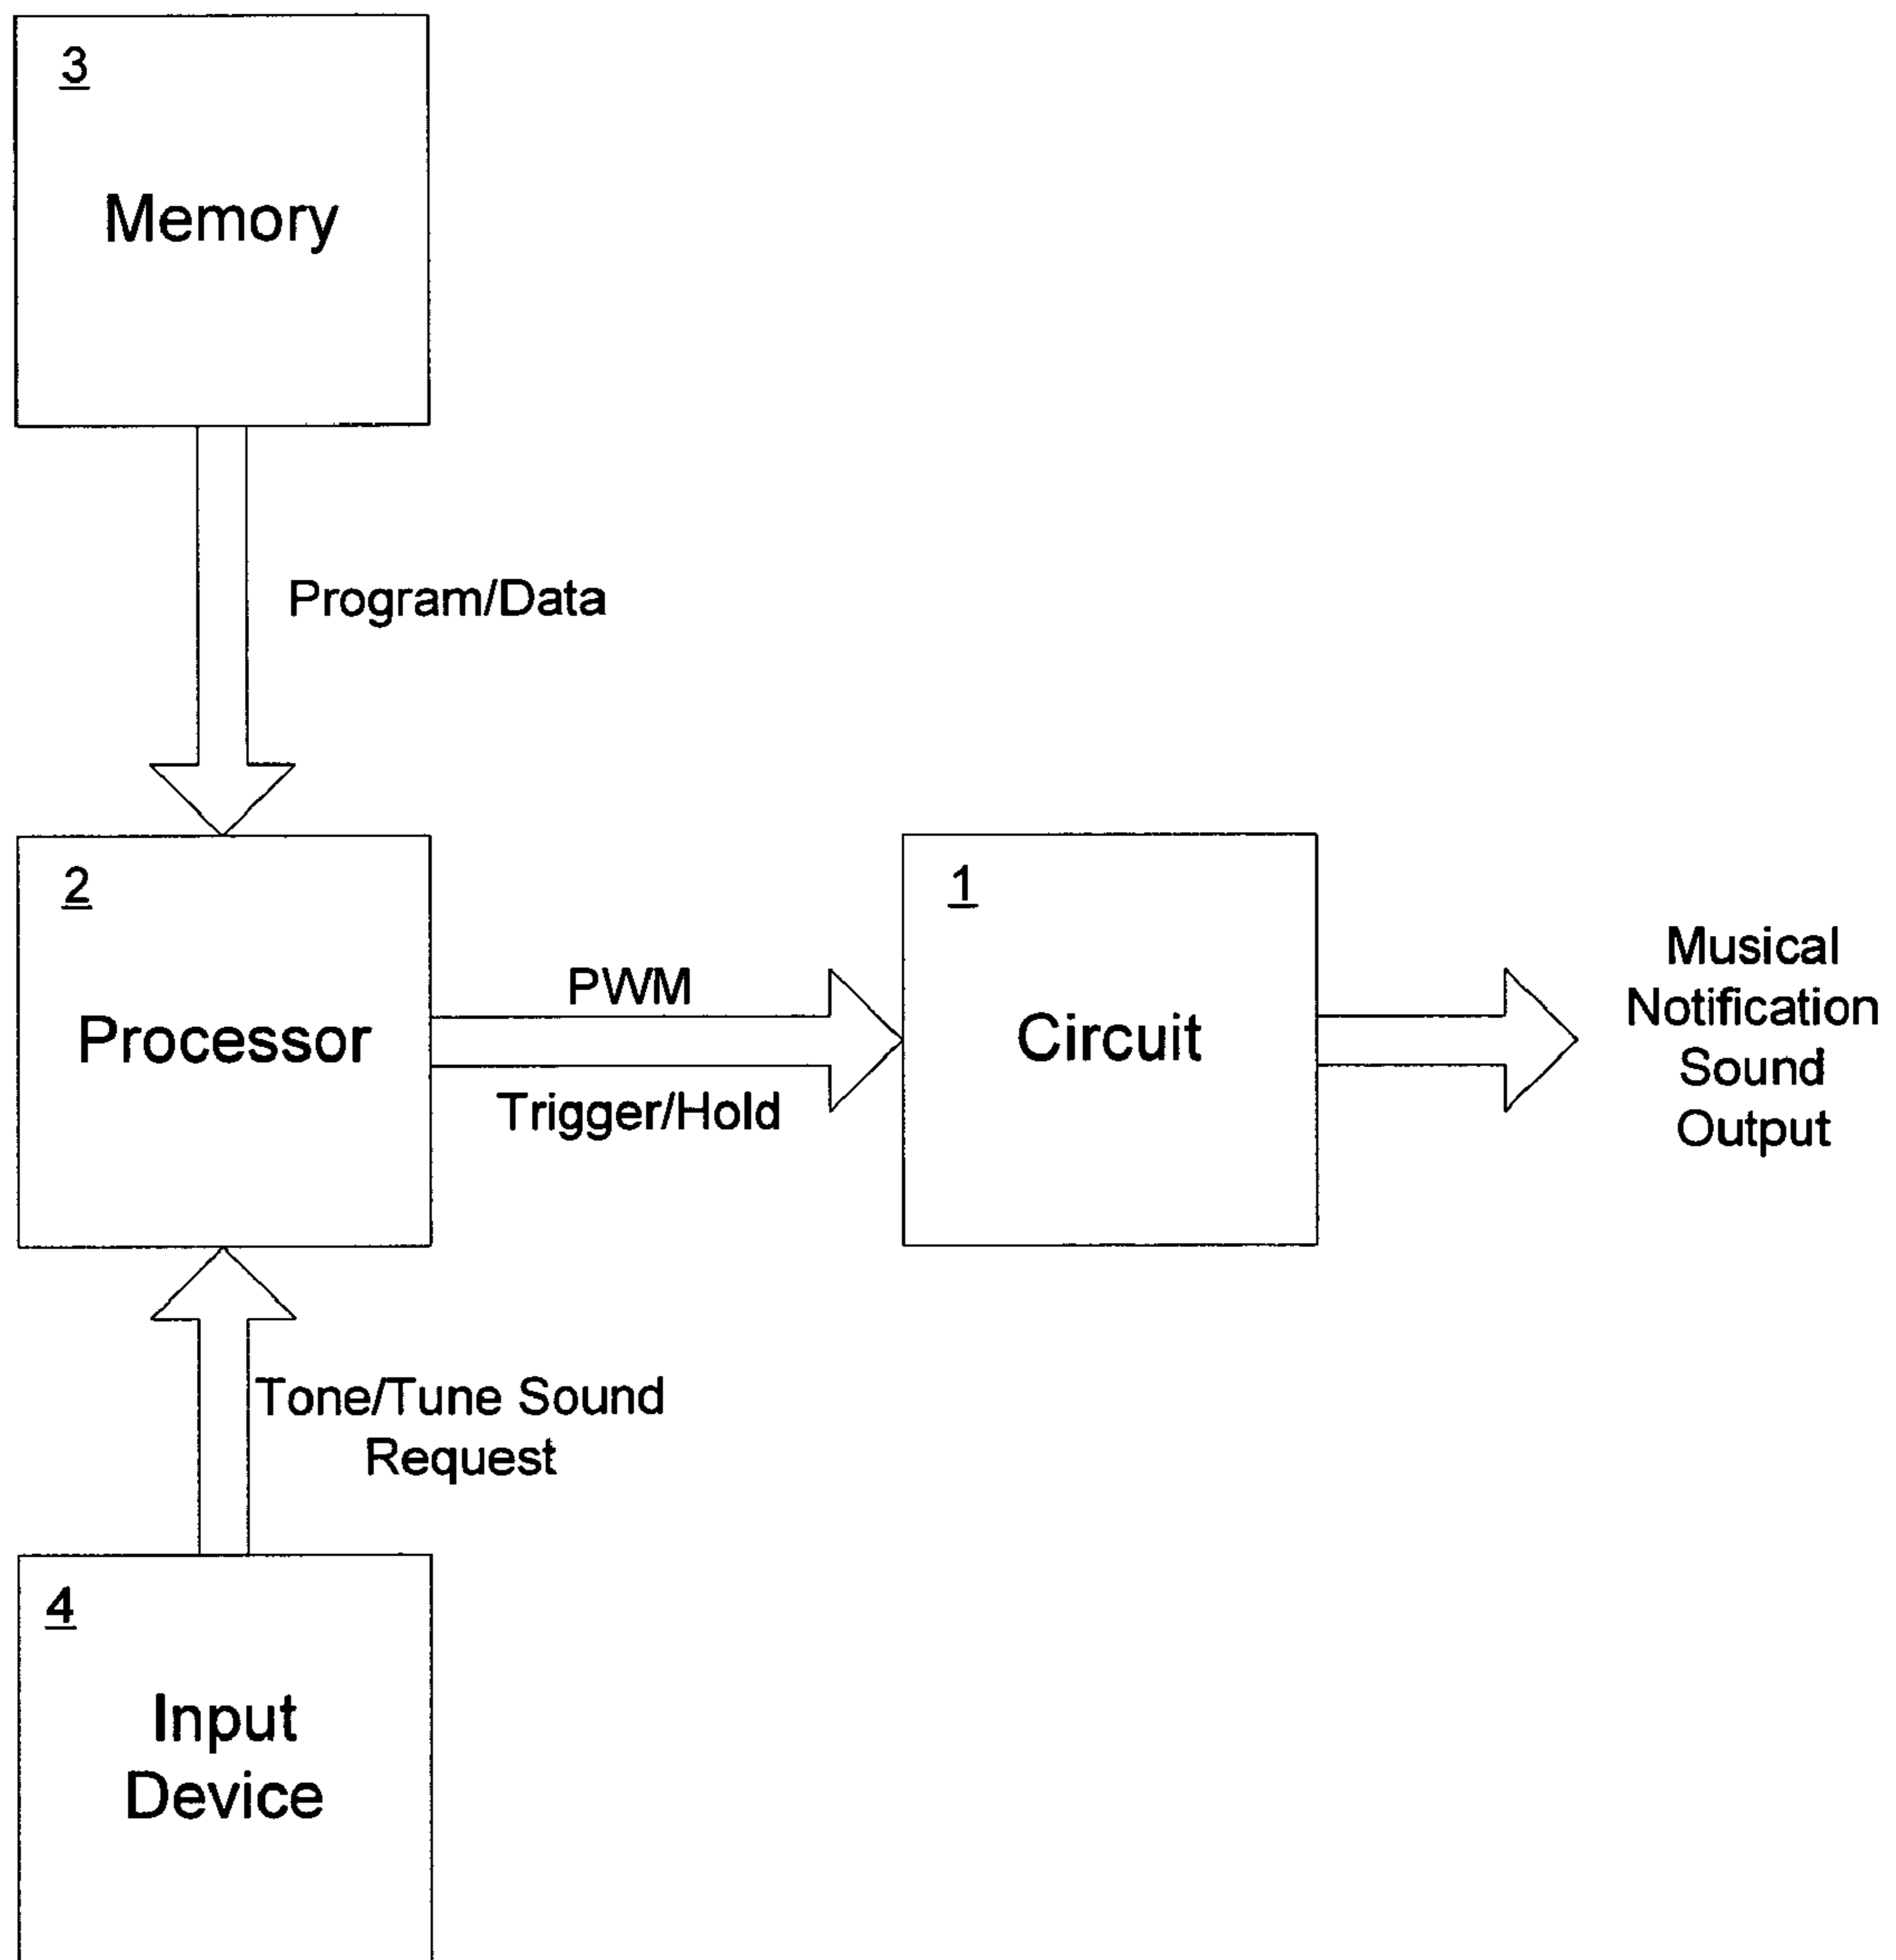 3
Memory
Program/Data
2
Processor
PWM
Trigger/Hold
1
Circuit
Musical
Notification
Sound
Output
Tone/Tune Sound
Request
4
Input
Device